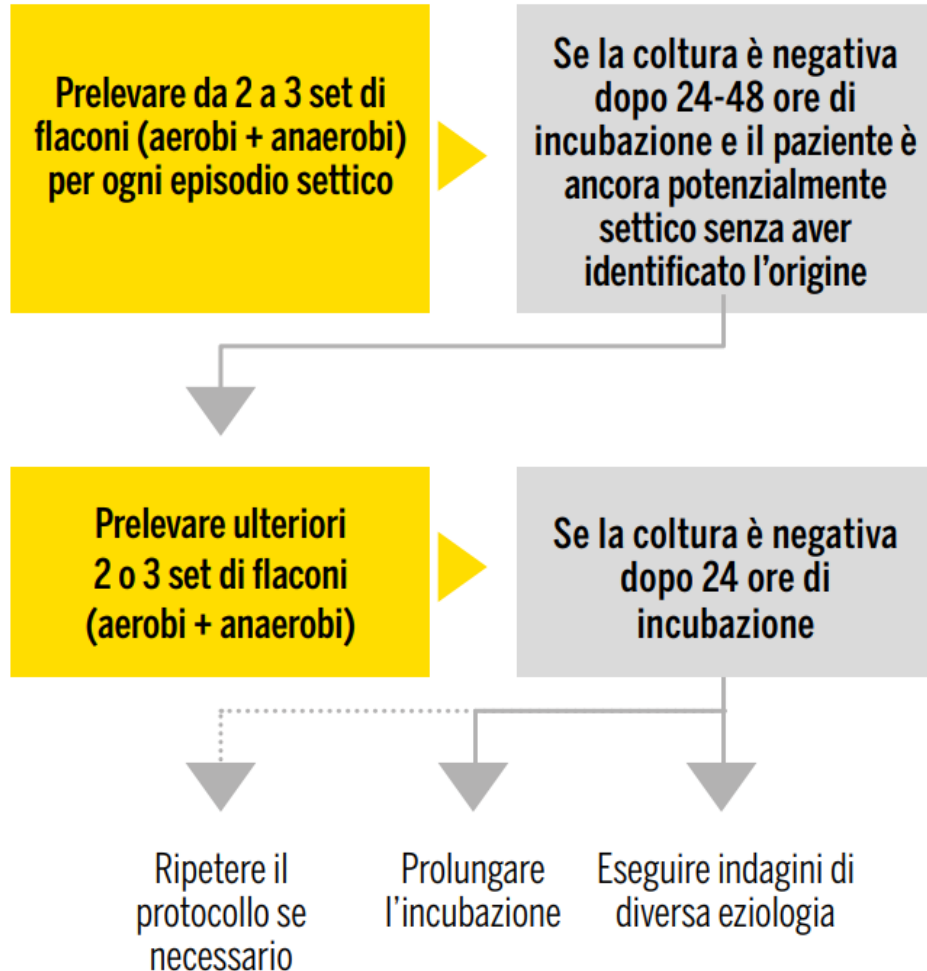 Prelevare da 2 a 3 set di
flaconi (aerobi + anaerobi)
per ogni episodio settico
Se la coltura è negativa
dopo 24-48 ore di
incubazione e il paziente è
ancora potenzialmente
settico senza aver
identificato l’origine
Prelevare ulteriori
2 o 3 set di flaconi
(aerobi + anaerobi)
Se la coltura è negativa
dopo 24 ore di
incubazione
Ripetere il
protocollo se
necessario
Prolungare
l’incubazione
Eseguire indagini di
diversa eziologia